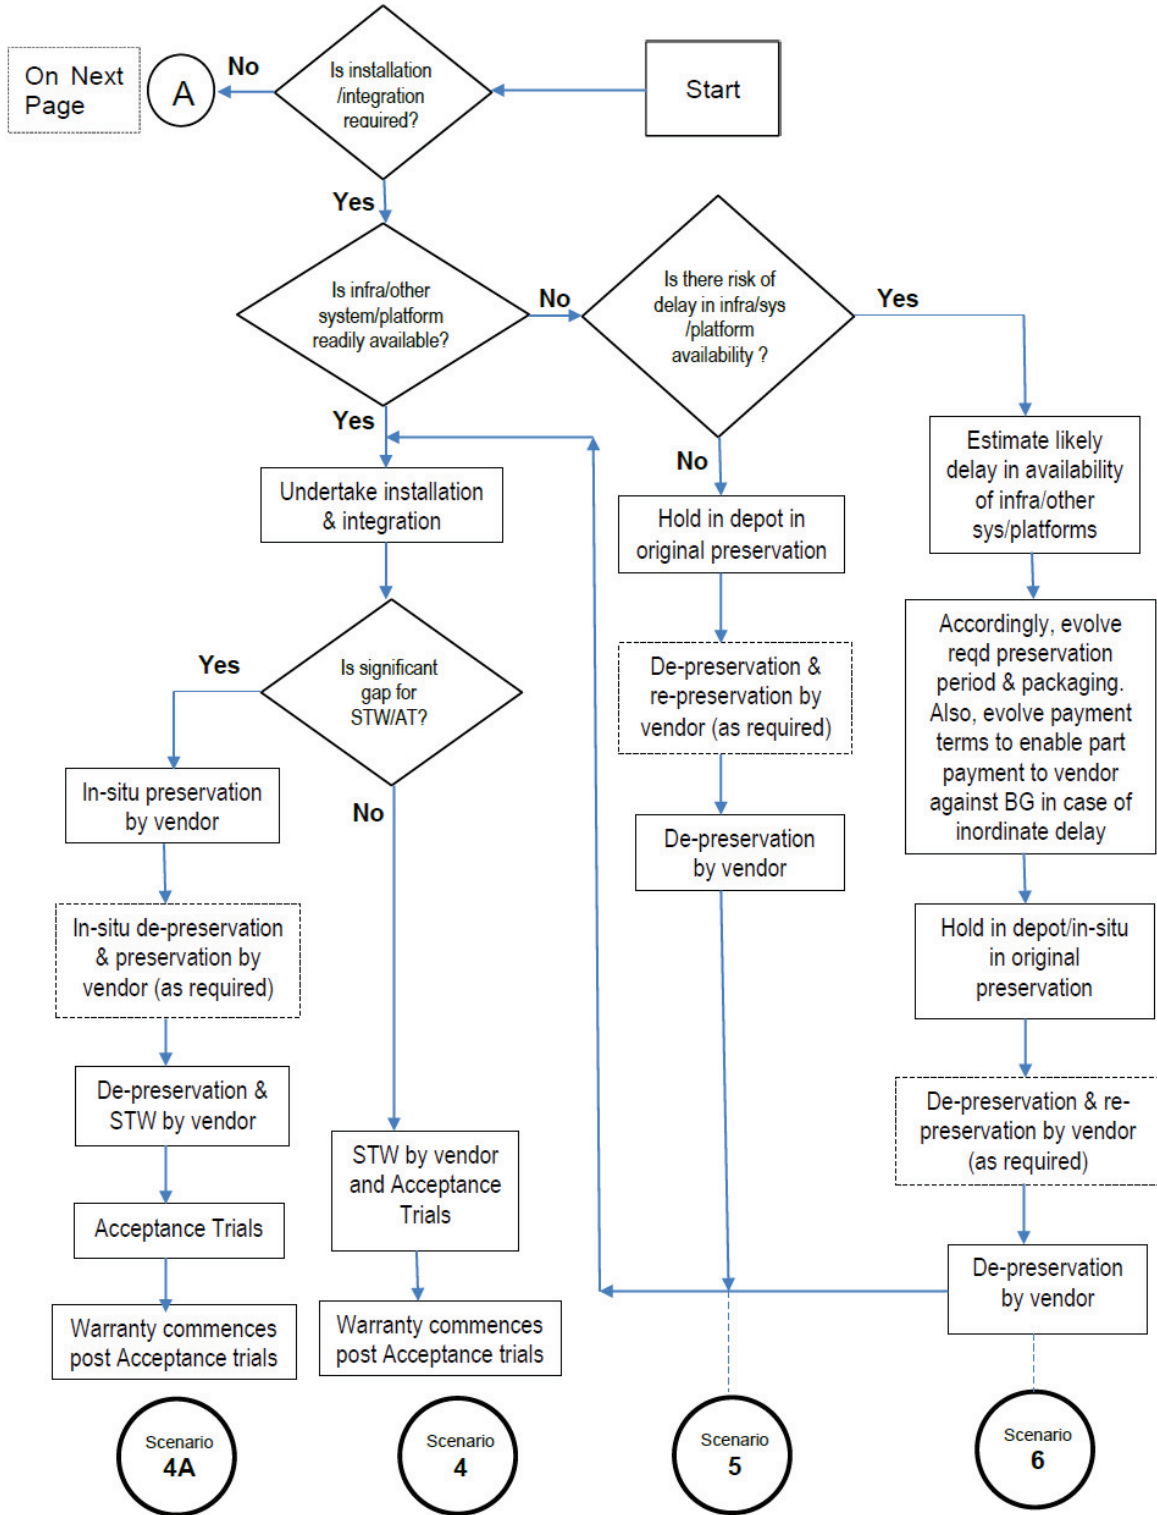 On Next
Page
A
No
Is installation
/integration
required?
Start
Yes
Is infra/other
system/platform
readily available?
No
Is there risk of
delay in infra/sys
/platform
availability ?
Yes
Yes
No
Estimate likely
delay in availability
of infra/other
sys/platforms
Undertake installation
& integration
Hold in depot in
original preservation
Accordingly, evolve
reqd preservation
period & packaging.
Also, evolve payment
terms to enable part
payment to vendor
against BG in case of
inordinate delay
Yes
Is significant
gap for
STW/AT?
De-preservation &
re-preservation by
vendor (as required)
In-situ preservation
by vendor
No
De-preservation
by vendor
In-situ de-preservation
& preservation by
vendor (as required)
Hold in depot/in-situ
in original
preservation
De-preservation &
STW by vendor
De-preservation & re-
preservation by vendor
(as required)
STW by vendor
and Acceptance
Trials
Acceptance Trials
De-preservation
by vendor
Warranty commences
post Acceptance trials
Warranty commences
post Acceptance trials
Scenario
4A
Scenario
4
Scenario
5
Scenario
6